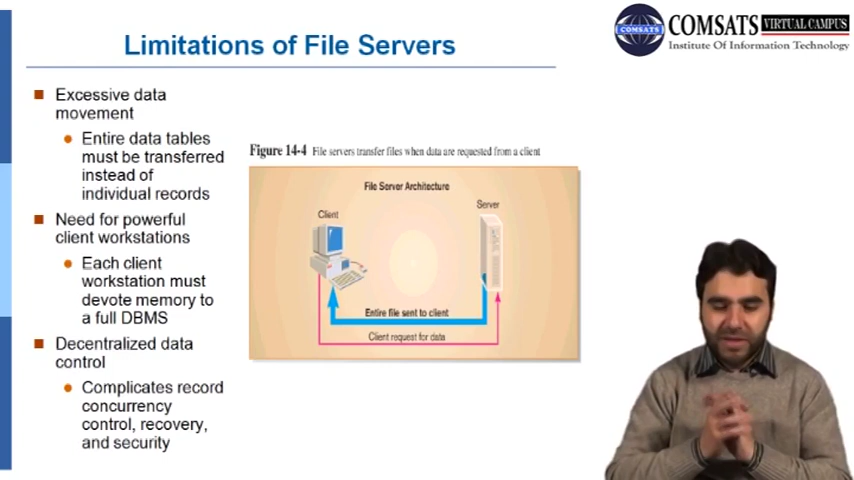 Limitations of File Servers
COMSATS VIRTUAL CAMPUS
Institute Of Information Technology
COMSATS
Excessive data
movement
Entire data tables
must be transferred
instead of
individual records
Need for powerful
client workstations
Each client
workstation must
devote memory to
a full DBMS
Decentralized data
control
Complicates record
concurrency
control, recovery,
and security
Figure 14-4 File servers transfer files when data are requested from a client
File Server Architecture
Client
Server
Entire file sent to client
Client request for data